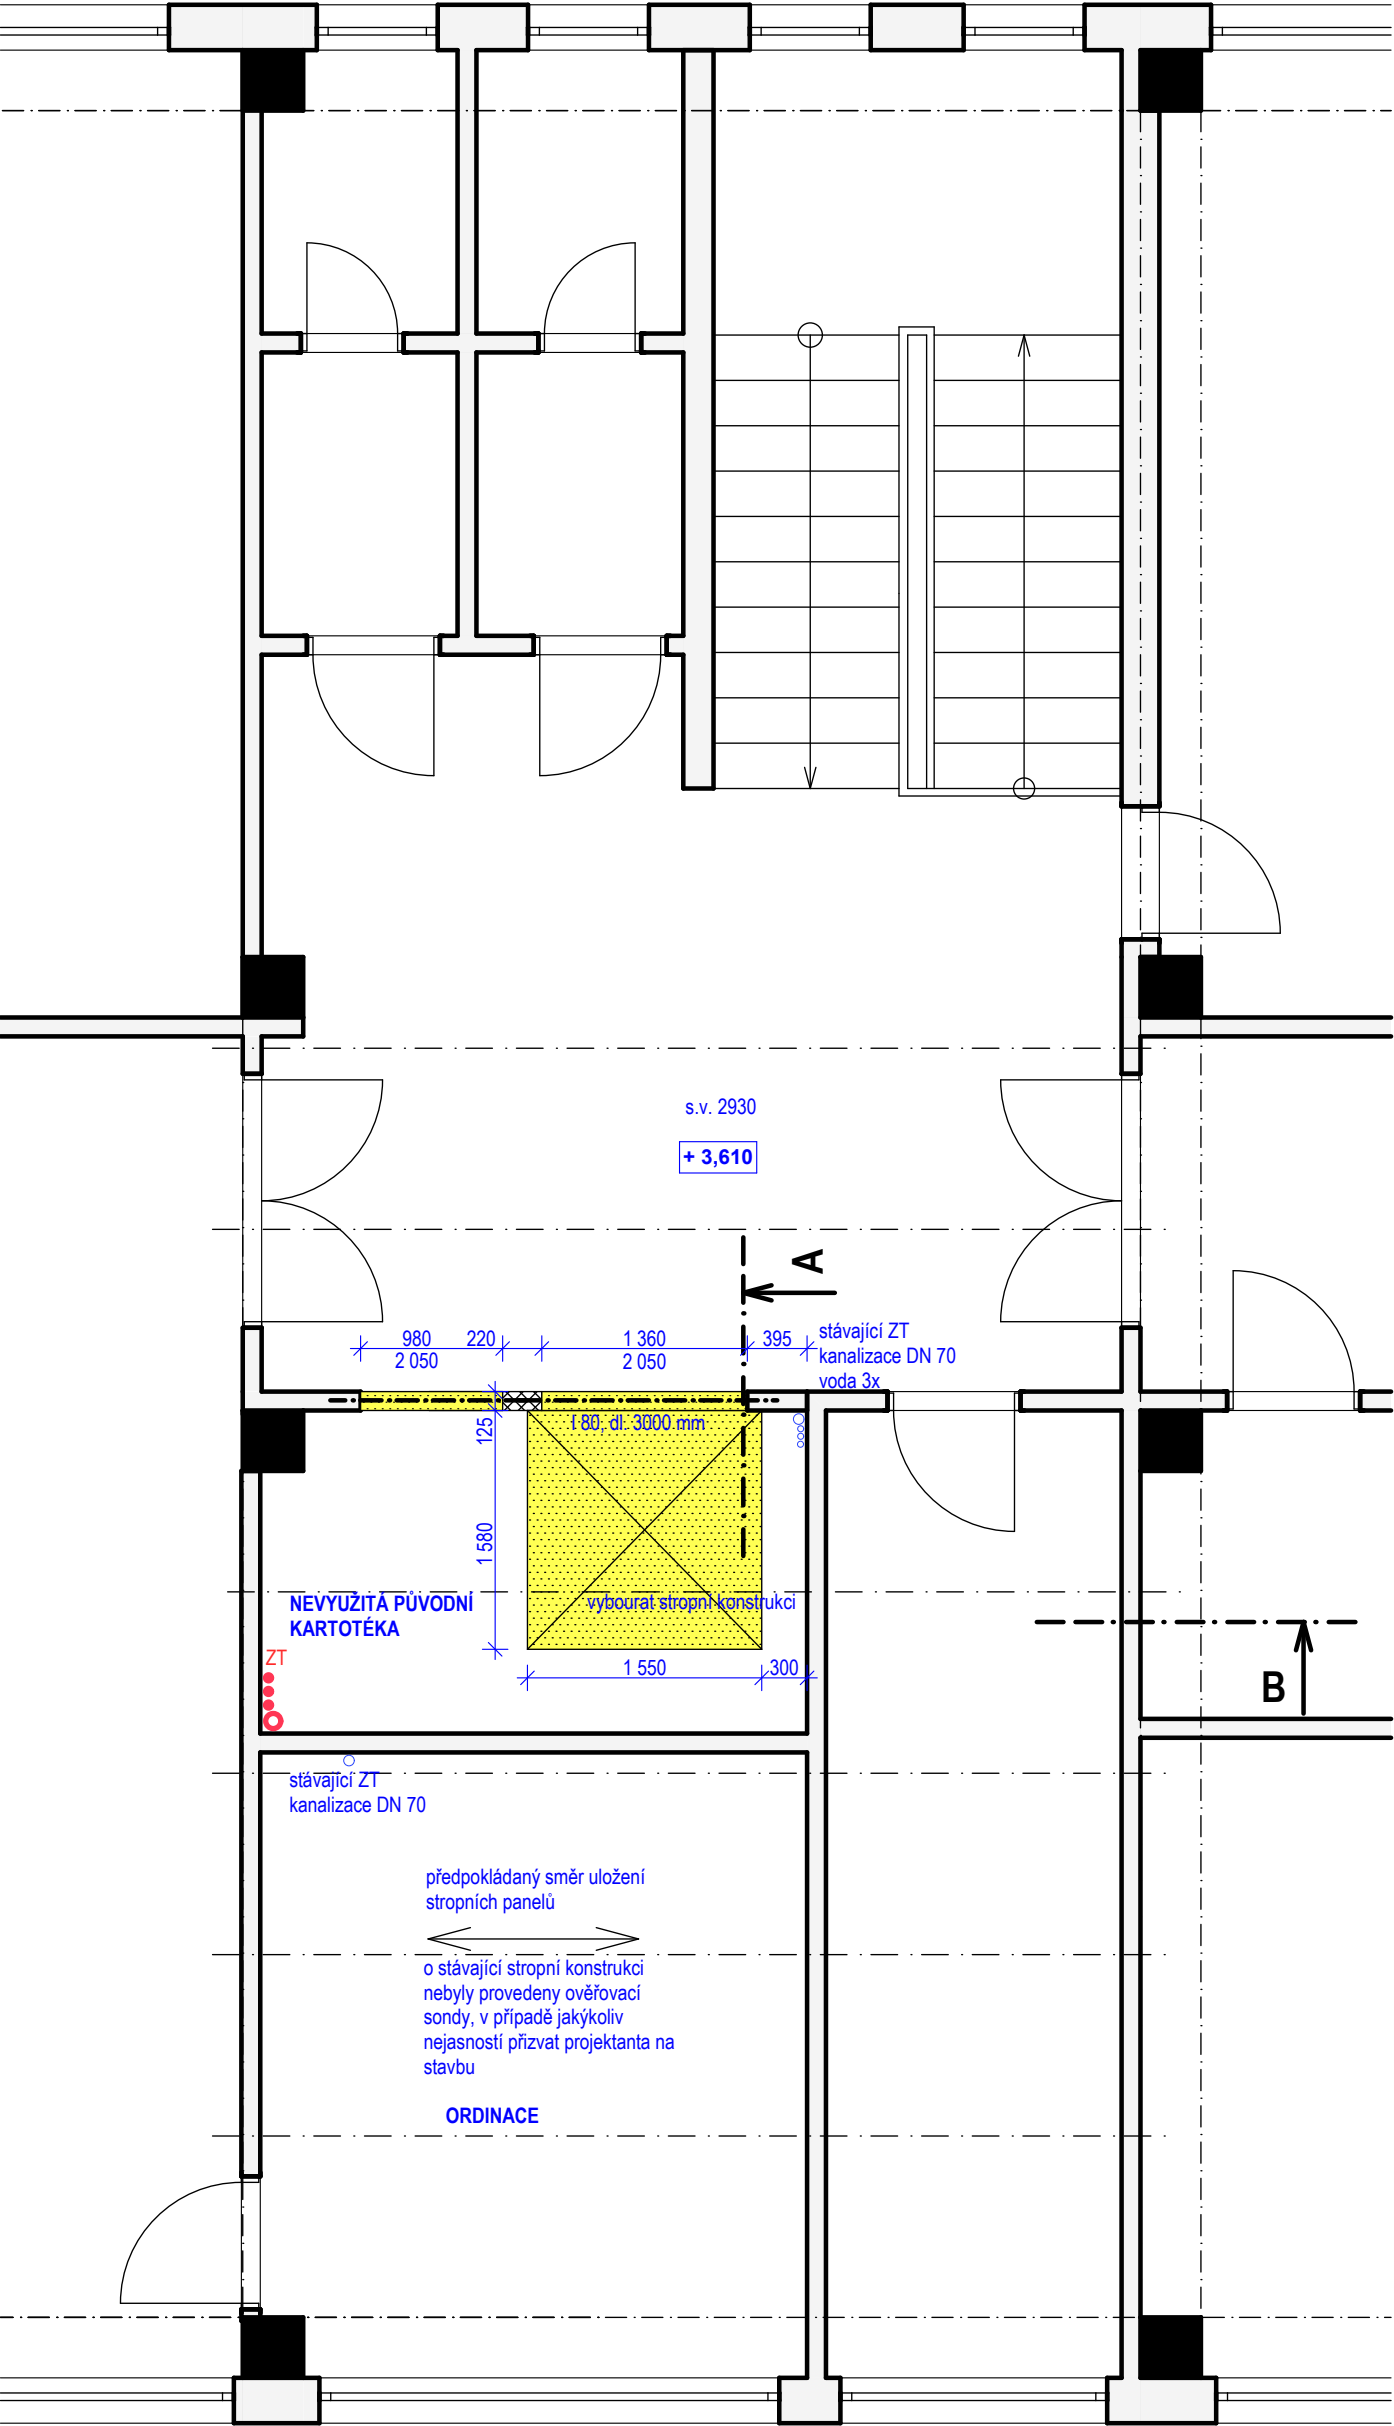 s.v. 2930
+ 3,610
A
980
2 050
220
1 360
2 050
395
stávající ZT
kanalizace DN 70
voda 3x
125
I 80, dl. 3000 mm
1 580
NEVYUŽITÁ PŮVODNÍ
KARTOTÉKA
vybourat stropní konstrukci
ZT
1 550
300
B
stávající ZT
kanalizace DN 70
předpokládaný směr uložení
stropních panelů
o stávající stropní konstrukci
nebyly provedeny ověřovací
sondy, v případě jakýkoliv
nejasností přizvat projektanta na
stavbu
ORDINACE